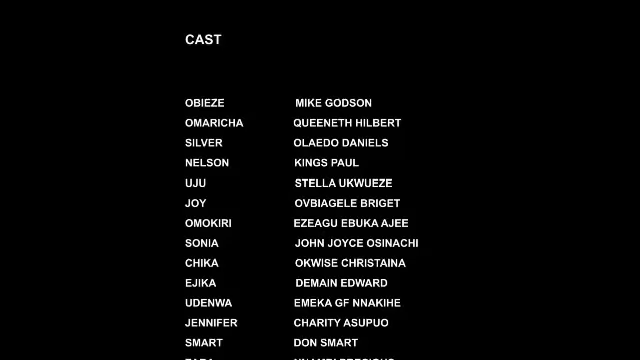 CAST
OBIEZE MIKE GODSON
OMARICHA QUEENETH HILBERT
SILVER OLAEDO DANIELS
NELSON KINGS PAUL
UJU STELLA UKWUEZE
JOY OVBIAGELE BRIGET
OMOKIRI EZEAGU EBUKA AJEE
SONIA JOHN JOYCE OSINACHI
CHIKA OKWISE CHRISTAINA
EJIKA DEMAIN EDWARD
UDENWA EMEKA GF NNAKIHE
JENNIFER CHARITY ASUPUO
SMART DON SMART